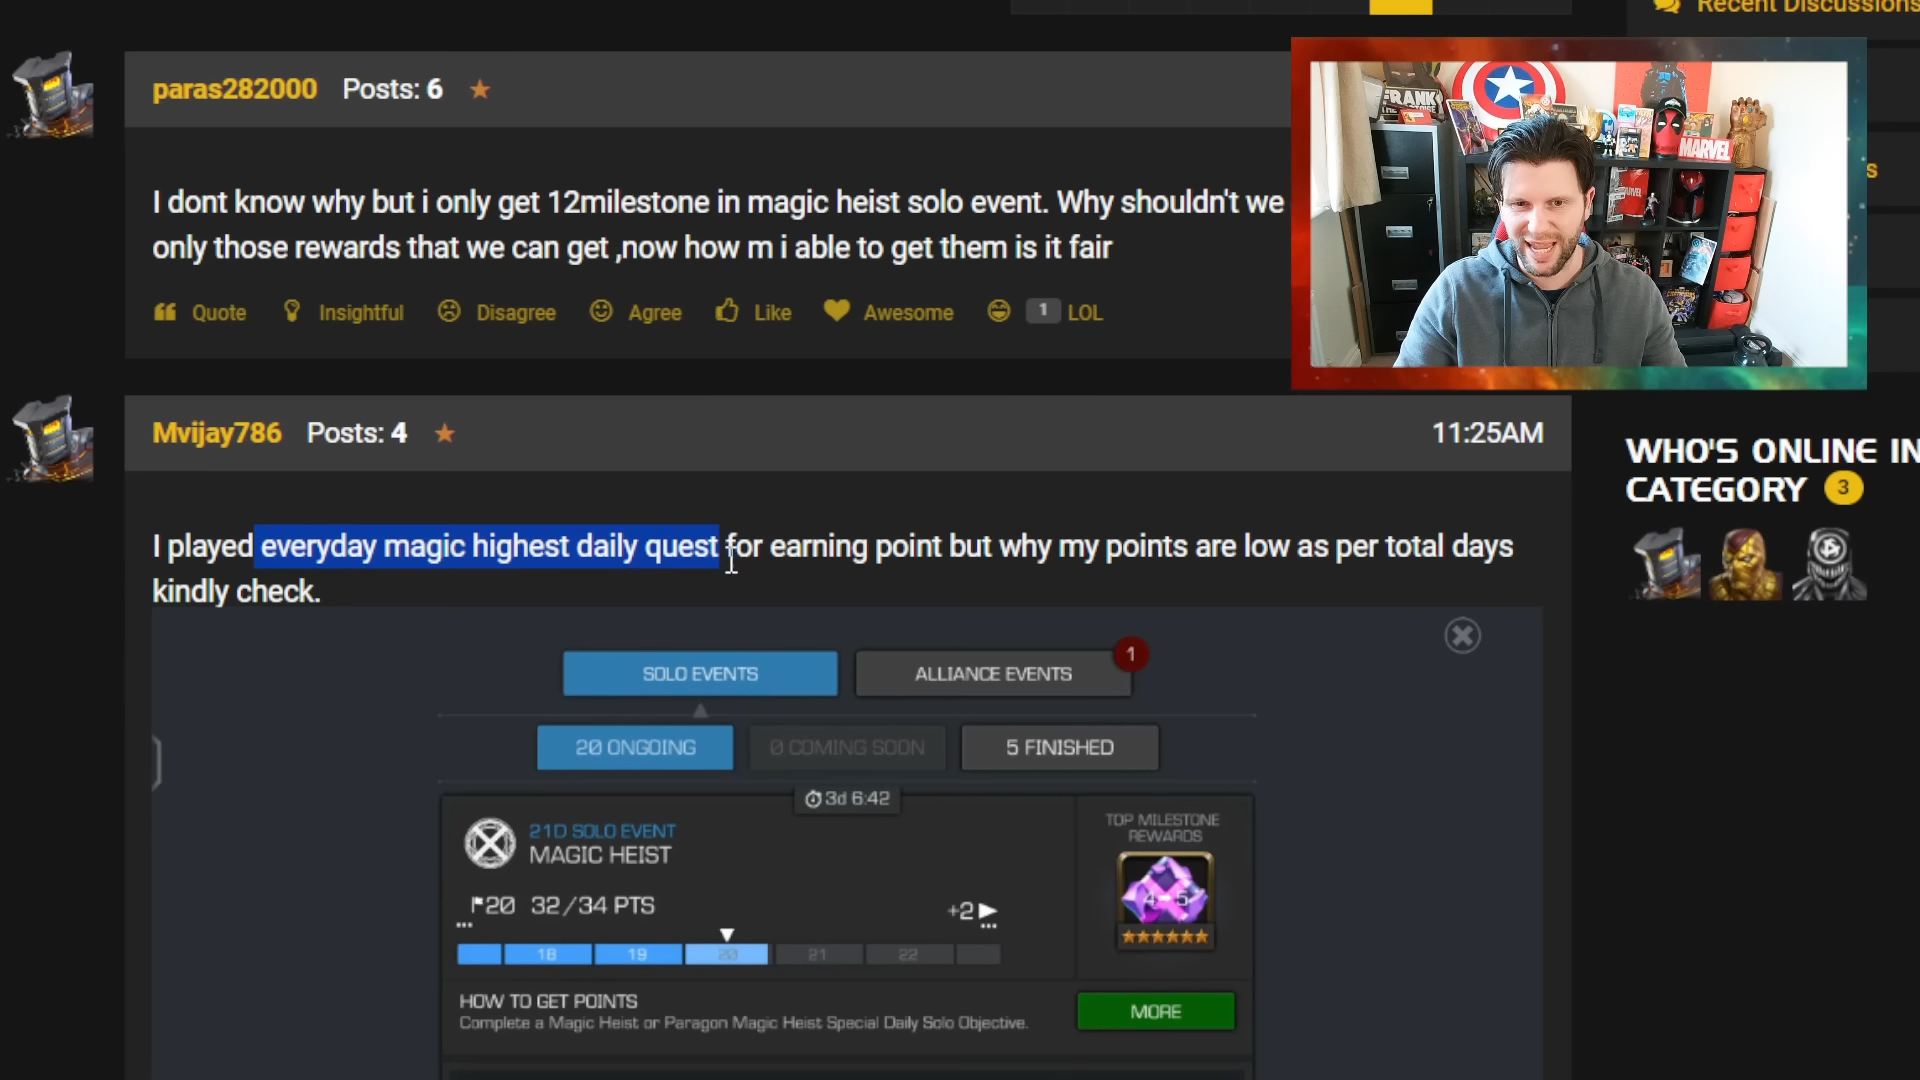 Recent Discussions
paras282000 Posts: 6
I dont know why but i only get 12milestone in magic heist solo event. Why shouldn't we
only those rewards that we can get ,now how m i able to get them is it fair
Quote Insightful Disagree Agree Like Awesome 1 LOL
FRANK
MARVEL
s
Mvijay786 Posts: 4 11:25AM
I played everyday magic highest daily quest for earning point but why my points are low as per total days
kindly check.
WHO'S ONLINE IN
CATEGORY 3
SOLO EVENTS
ALLIANCE EVENTS 1
20 ONGOING
0 COMING SOON
5 FINISHED
3d 6:42
21D SOLO EVENT
MAGIC HEIST
20 32/34 PTS
+2
18 19 20 21 22
TOP MILESTONE
REWARDS
4-5
HOW TO GET POINTS
Complete a Magic Heist or Paragon Magic Heist Special Daily Solo Objective.
MORE